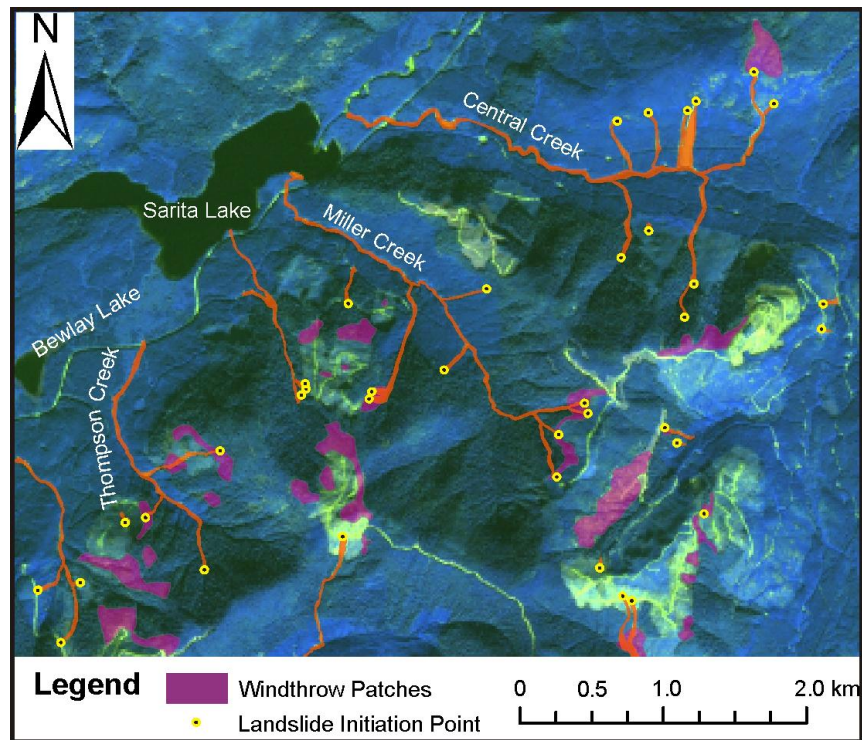 N
Central Creek
Sarita Lake
Miller Creek
Bewlay Lake
Thompson Creek
Legend
Windthrow Patches
Landslide Initiation Point
0 0.5 1.0 2.0 km